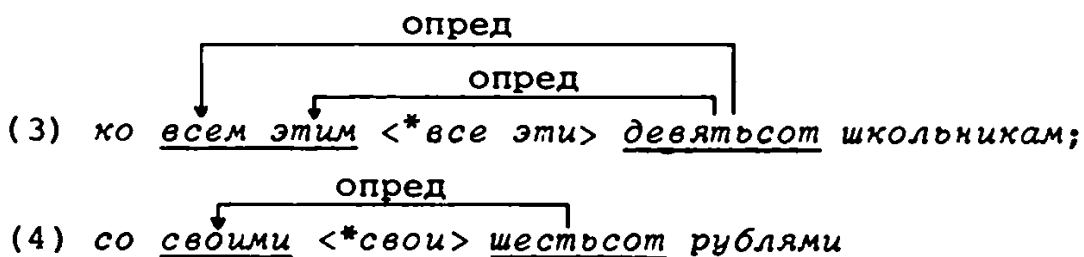 опред
опред
(3) ко всем этим <*все эти> девятьсот школьникам;
опред
(4) со своими <*свои> шестьсот рублями